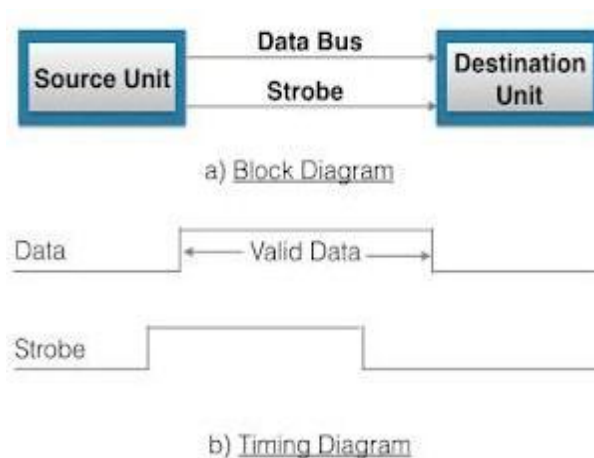 Data Bus
Source Unit
Strobe
Destination
Unit
a) Block Diagram
Data
Valid Data
Strobe
b) Timing Diagram